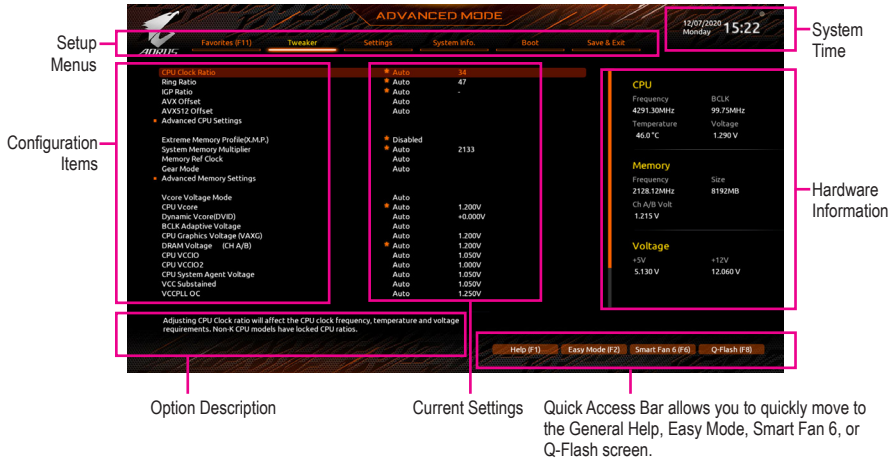 ADVANCED MODE
12/07/2020 Monday 15:22
System Time
Setup Menus
AORUS
Favorites (F11) Tweaker Settings System Info. Boot Save & Exit
Configuration Items
CPU Clock Ratio * Auto 34
Ring Ratio * Auto 47
IGP Ratio * Auto -
AVX Offset Auto
AVX512 Offset Auto
Advanced CPU Settings
Extreme Memory Profile(X.M.P.) * Disabled
System Memory Multiplier * Auto 2133
Memory Ref Clock Auto
Gear Mode Auto
Advanced Memory Settings
Vcore Voltage Mode Auto
CPU Vcore * Auto 1.200V
Dynamic Vcore(DVID) Auto +0.000V
BCLK Adaptive Voltage Auto
CPU Graphics Voltage (VAXG) Auto 1.200V
DRAM Voltage (CH A/B) * Auto 1.200V
CPU VCCIO Auto 1.050V
CPU VCCIO2 Auto 1.000V
CPU System Agent Voltage Auto 1.050V
VCC Substained Auto 1.050V
VCCPLL OC Auto 1.250V
CPU
Frequency BCLK
4291.30MHz 99.75MHz
Temperature Voltage
46.0 °C 1.290 V
Memory
Frequency Size
2128.12MHz 8192MB
Ch A/B Volt
1.215 V
Voltage
+5V +12V
5.130 V 12.060 V
Hardware Information
Adjusting CPU Clock ratio will affect the CPU clock frequency, temperature and voltage
requirements. Non-K CPU models have locked CPU ratios.
Help (F1) Easy Mode (F2) Smart Fan 6 (F6) Q-Flash (F8)
Option Description
Current Settings
Quick Access Bar allows you to quickly move to
the General Help, Easy Mode, Smart Fan 6, or
Q-Flash screen.